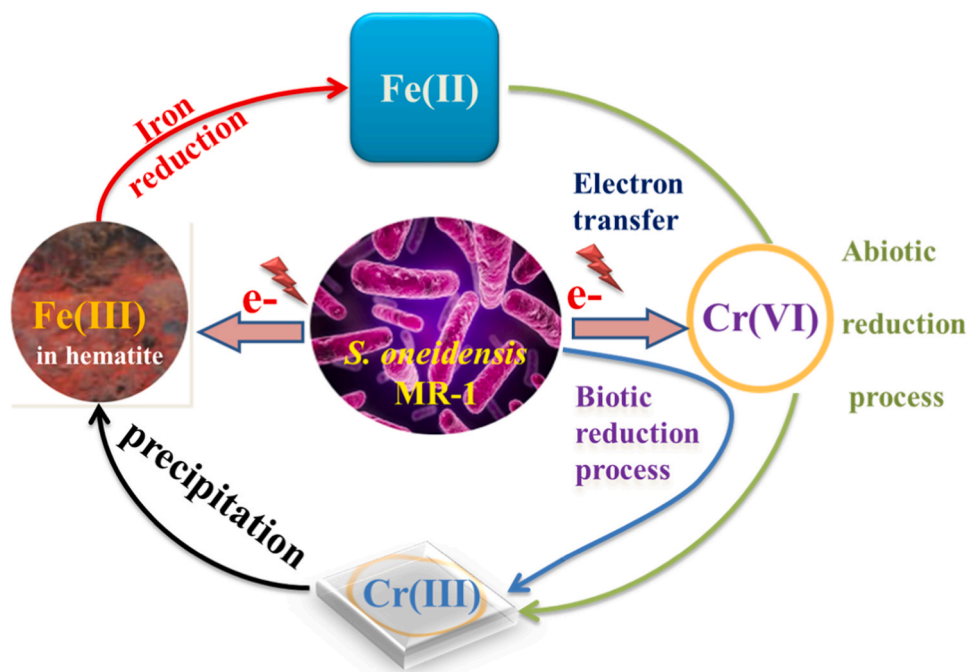 Fe(II)
Iron
reduction
Electron
transfer
Abiotic
reduction
process
Fe(III)
in hematite
e-
S. oneidensis
MR-1
e-
Cr(VI)
Biotic
reduction
process
precipitation
Cr(III)